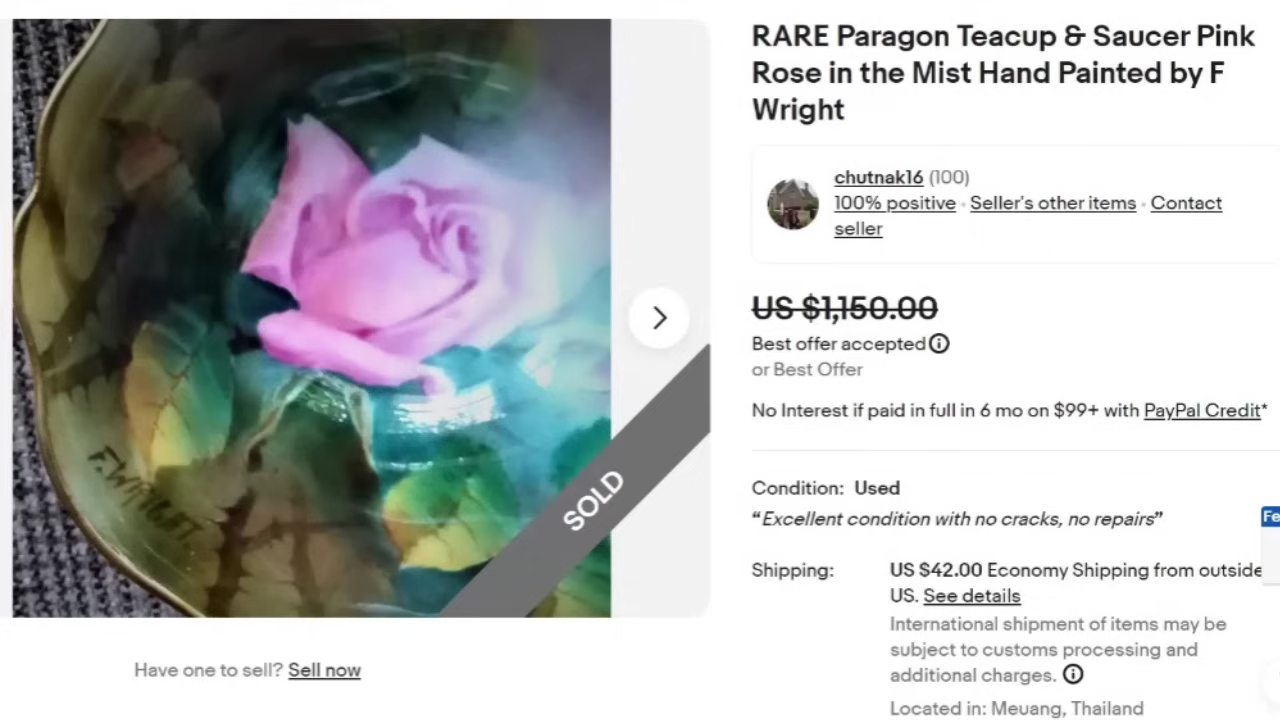 RARE Paragon Teacup & Saucer Pink
Rose in the Mist Hand Painted by F
Wright
chutnak16 (100)
100% positive • Seller's other items • Contact
seller
US $1,150.00
Best offer accepted
or Best Offer
No Interest if paid in full in 6 mo on $99+ with PayPal Credit*
Condition: Used
“Excellent condition with no cracks, no repairs”
Fe
Shipping: US $42.00 Economy Shipping from outside
US. See details
International shipment of items may be
subject to customs processing and
additional charges.
Located in: Meuang, Thailand
F.WRIGHT
SOLD
Have one to sell? Sell now